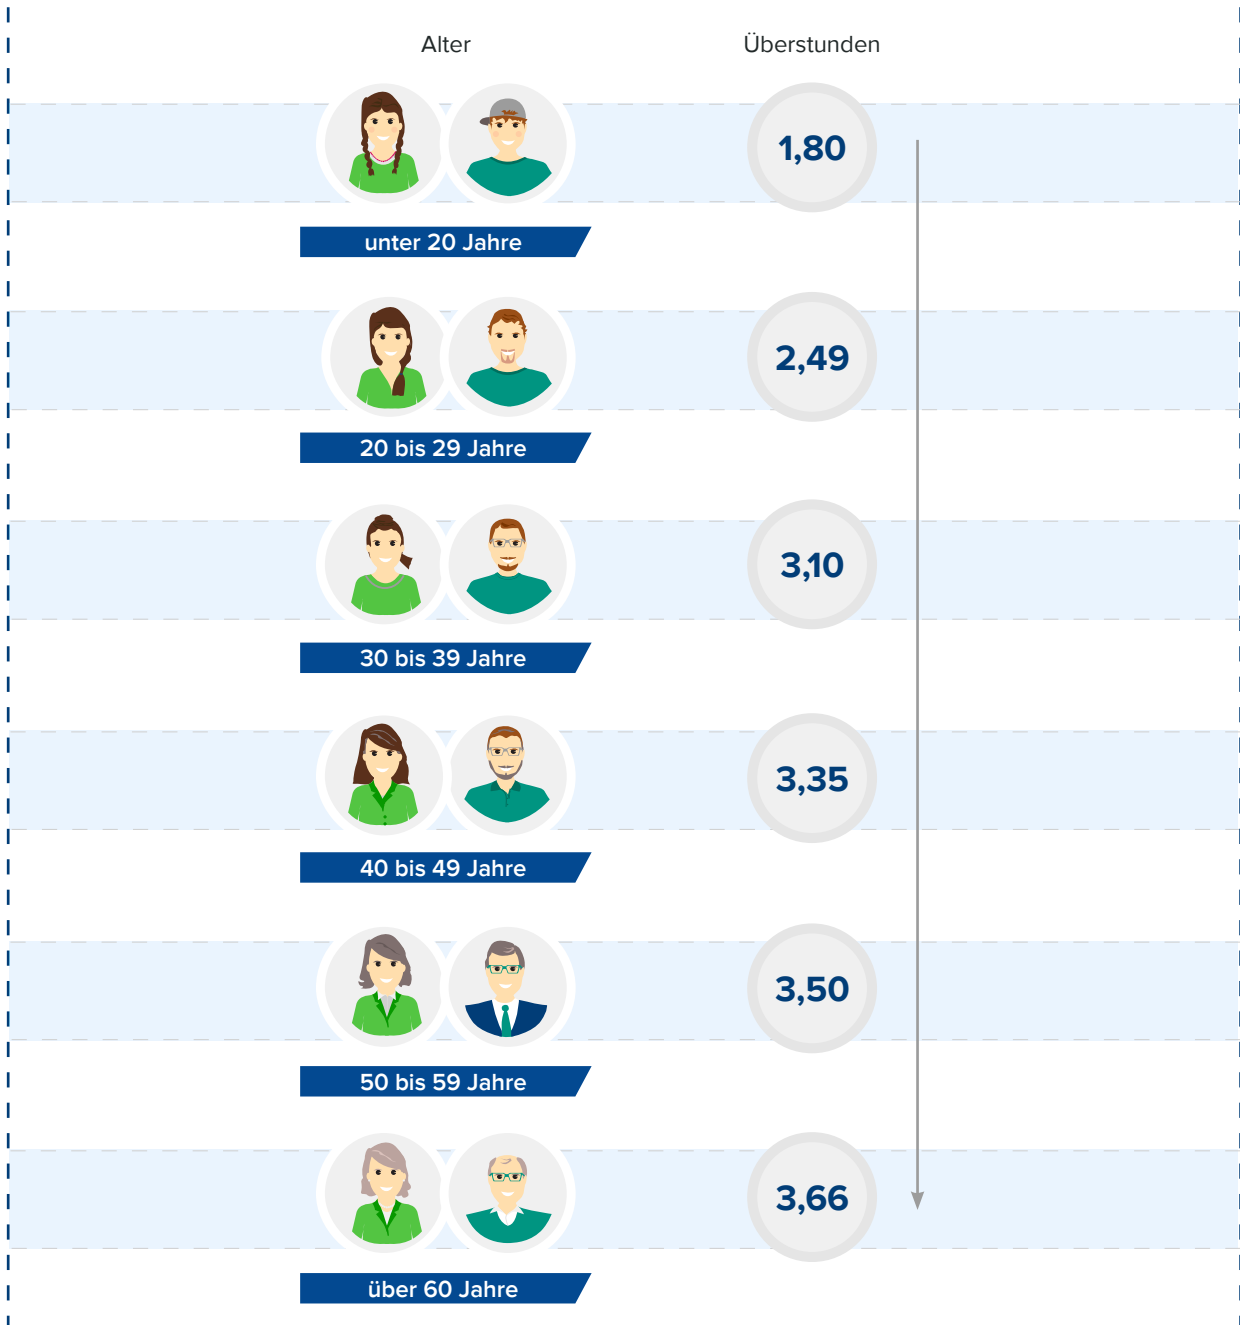 Alter Überstunden
1,80
unter 20 Jahre
2,49
20 bis 29 Jahre
3,10
30 bis 39 Jahre
3,35
40 bis 49 Jahre
3,50
50 bis 59 Jahre
3,66
über 60 Jahre